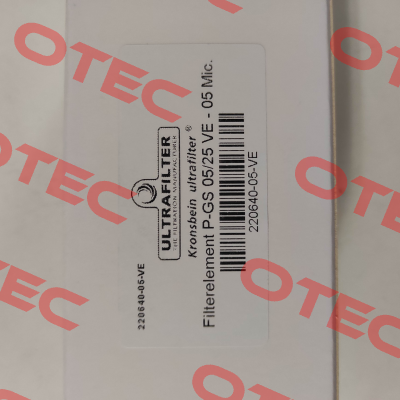 ULTRAFILTER
THE FILTRATION MANUFACTURER
Kronsbein ultrafilter ®
Filterelement P-GS 05/25 VE - 05 Mic.
220640-05-VE
220640-05-VE
OTEC
OTEC
OTEC
OTEC
OTEC
OTEC